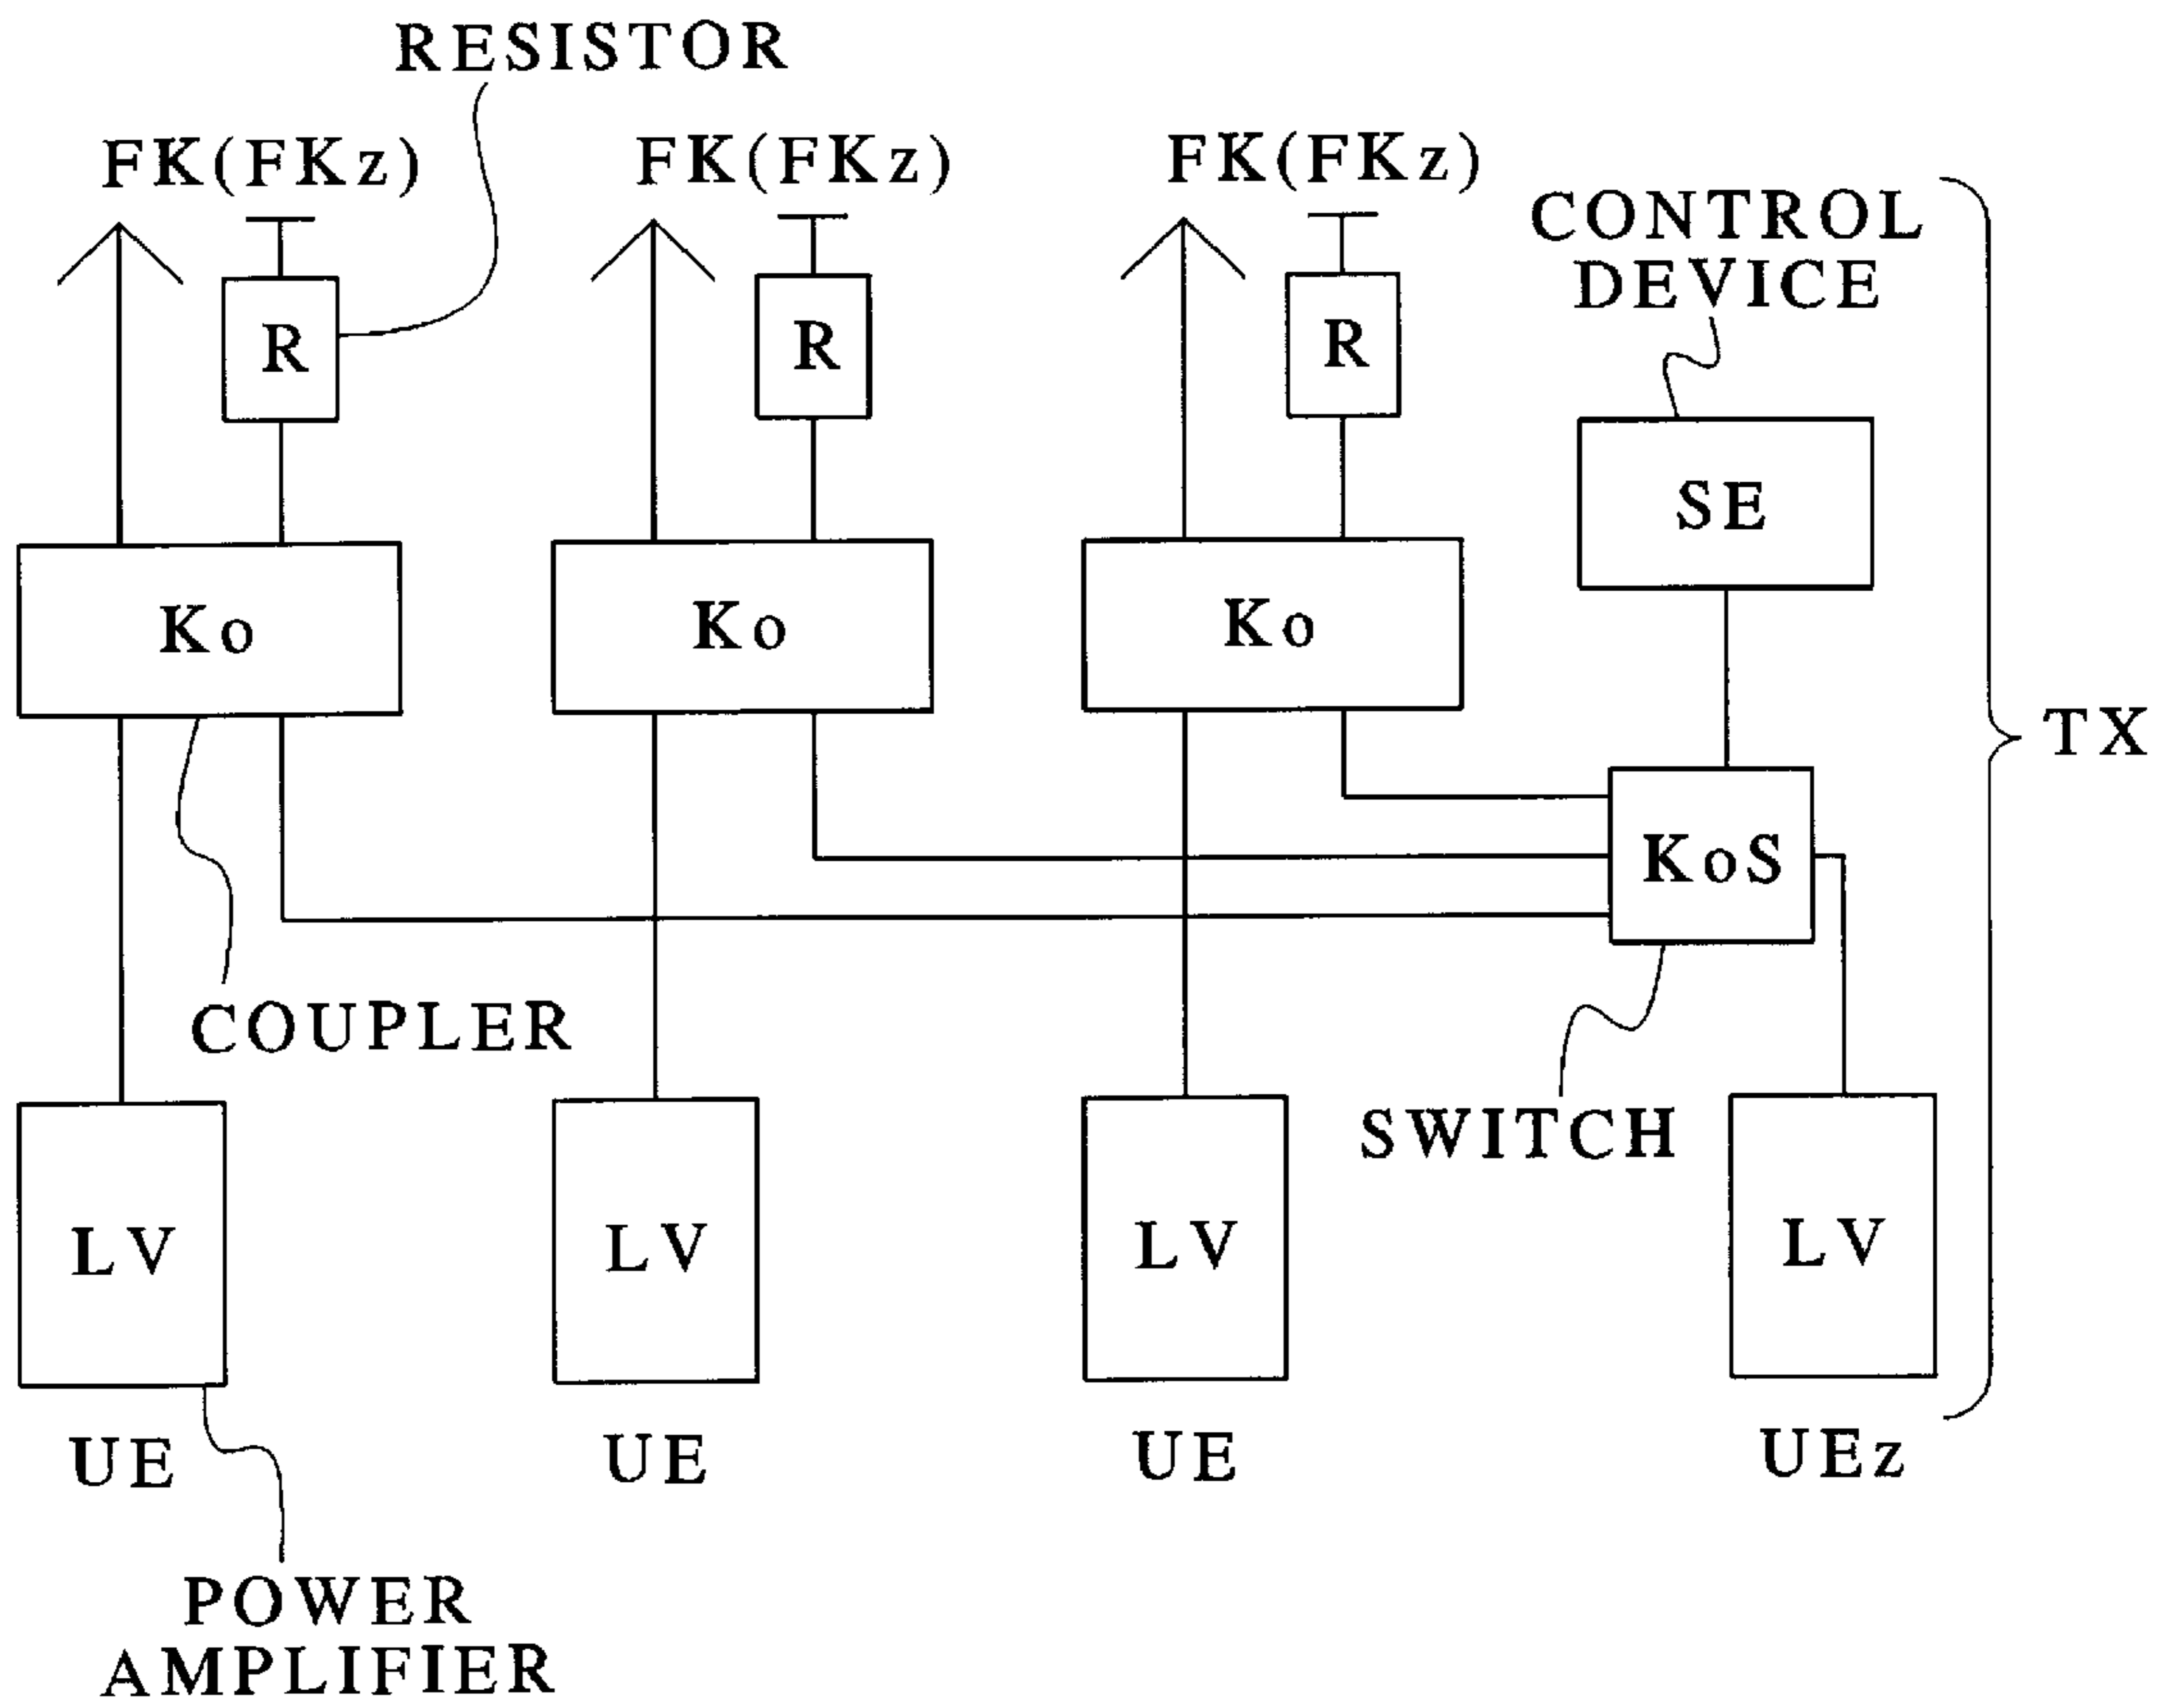 RESISTOR
FK(FKz)
FK(FKz)
FK(FKz)
CONTROL
DEVICE
R
R
R
SE
Ko
Ko
Ko
TX
KoS
COUPLER
SWITCH
LV
LV
LV
LV
UE
UE
UE
UEz
POWER
AMPLIFIER